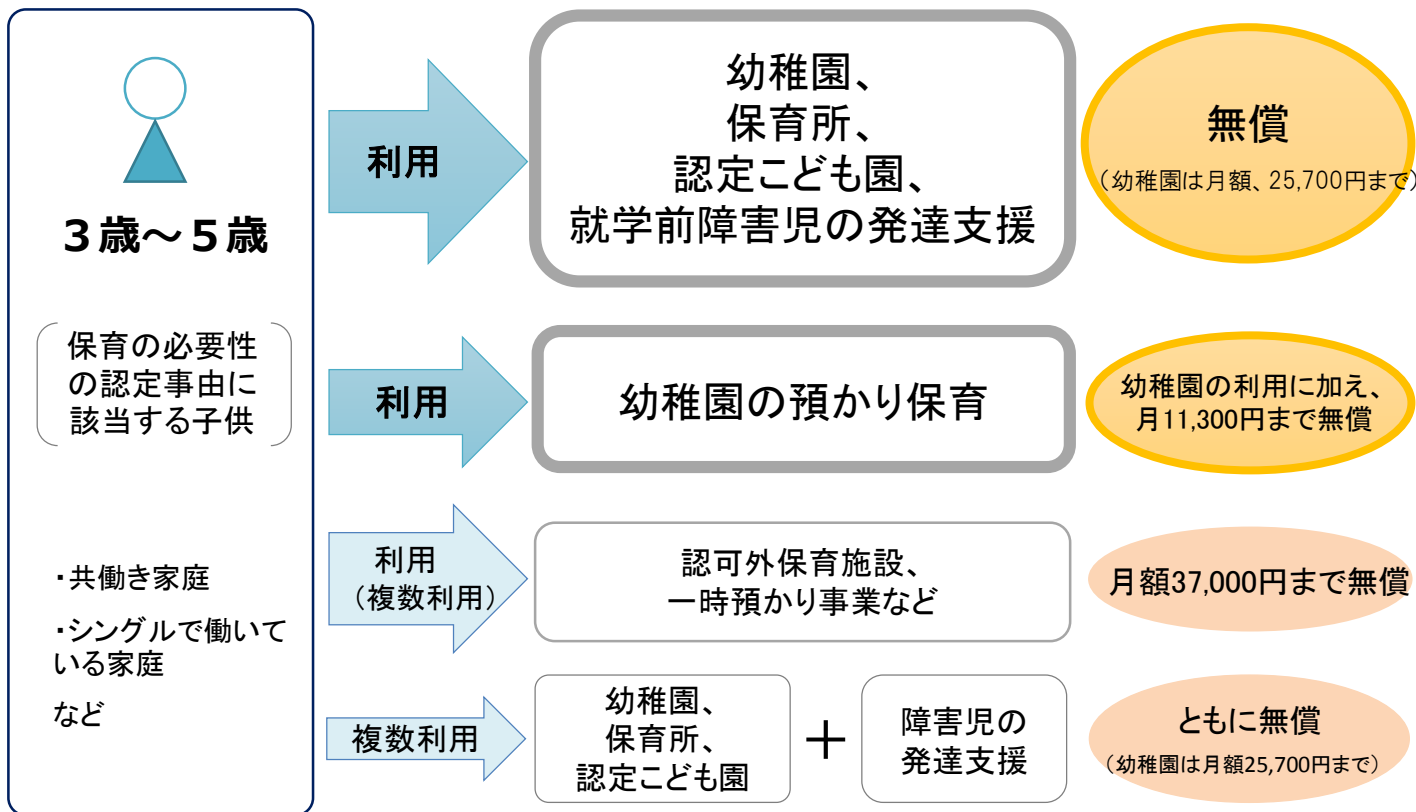 ３歳～５歳
保育の必要性
の認定事由に
該当する子供
・共働き家庭
・シングルで働いて
いる家庭
など
利用
幼稚園、
保育所、
認定こども園、
就学前障害児の発達支援
無償
（幼稚園は月額、25,700円まで）
利用
幼稚園の預かり保育
幼稚園の利用に加え、
月11,300円まで無償
利用
（複数利用）
認可外保育施設、
一時預かり事業など
月額37,000円まで無償
複数利用
幼稚園、
保育所、
認定こども園
＋
障害児の
発達支援
ともに無償
（幼稚園は月額25,700円まで）